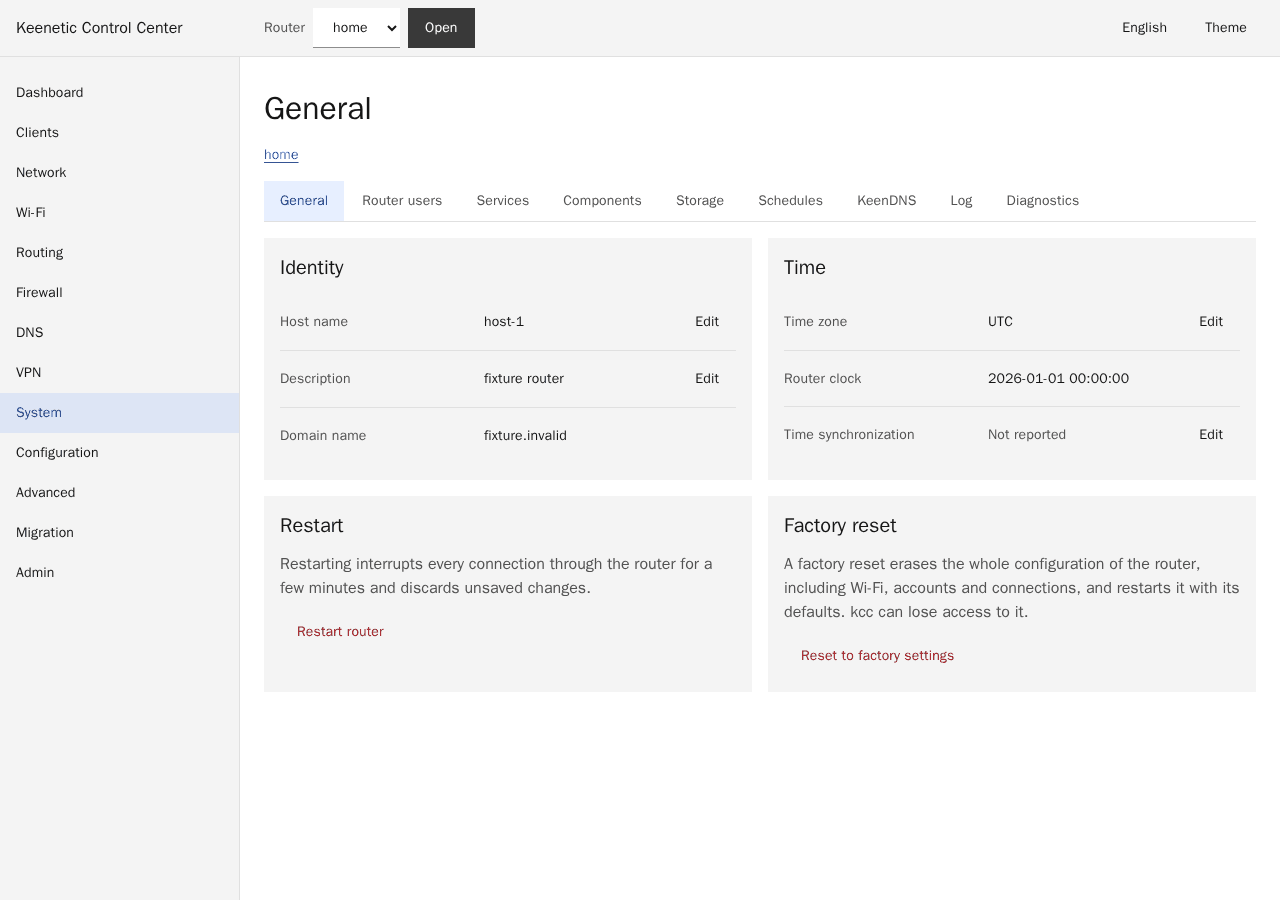 Keenetic Control Center
Router
home
Open
English
Theme
Dashboard
Clients
Network
Wi-Fi
Routing
Firewall
DNS
VPN
System
Configuration
Advanced
Migration
Admin
General
home
General
Router users
Services
Components
Storage
Schedules
KeenDNS
Log
Diagnostics
Identity
Host name
host-1
Edit
Description
fixture router
Edit
Domain name
fixture.invalid
Time
Time zone
UTC
Edit
Router clock
2026-01-01 00:00:00
Time synchronization
Not reported
Edit
Restart
Restarting interrupts every connection through the router for a
few minutes and discards unsaved changes.
Restart router
Factory reset
A factory reset erases the whole configuration of the router,
including Wi-Fi, accounts and connections, and restarts it with its
defaults. kcc can lose access to it.
Reset to factory settings